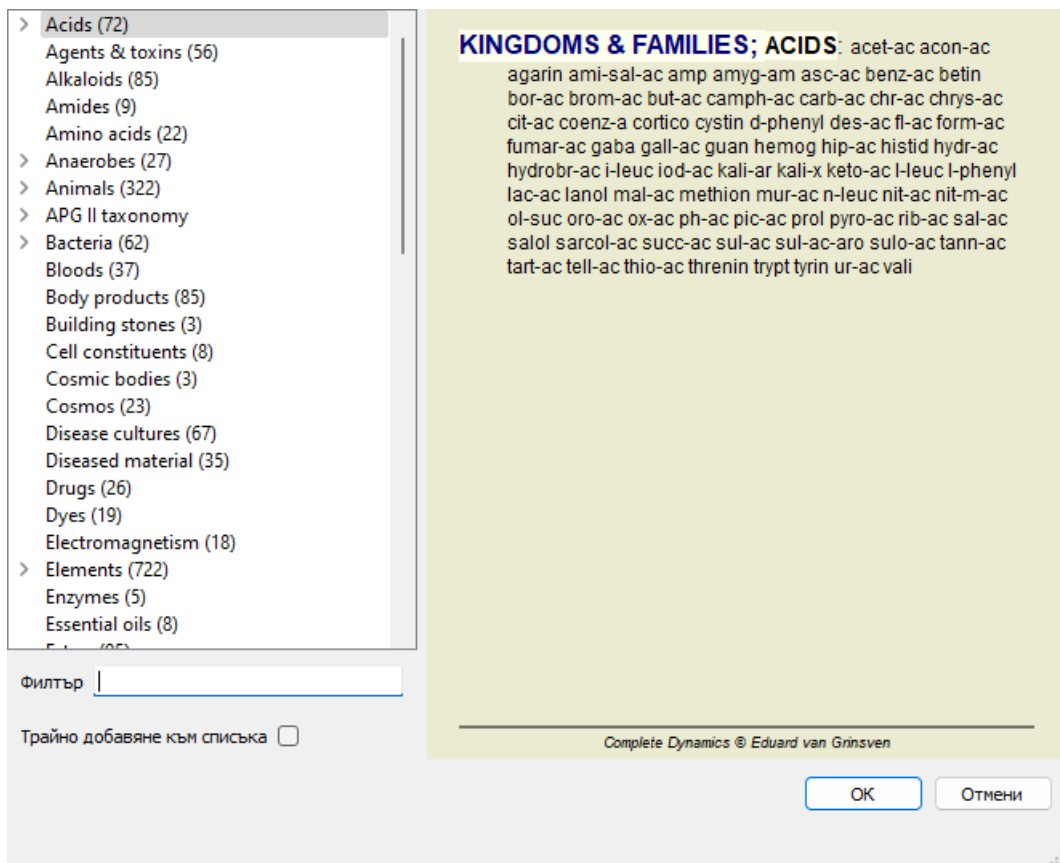 Acids (72)
Agents & toxins (56)
Alkaloids (85)
Amides (9)
Amino acids (22)
Anaerobes (27)
Animals (322)
APG II taxonomy
Bacteria (62)
Bloods (37)
Body products (85)
Building stones (3)
Cell constituents (8)
Cosmic bodies (3)
Cosmos (23)
Disease cultures (67)
Diseased material (35)
Drugs (26)
Dyes (19)
Electromagnetism (18)
Elements (722)
Enzymes (5)
Essential oils (8)
Филтър
Трайно добавяне към списъка
KINGDOMS & FAMILIES; ACIDS: acet-ac acon-ac
agarin ami-sal-ac amp amyg-am asc-ac benz-ac betin
bor-ac brom-ac but-ac camph-ac carb-ac chr-ac chrys-ac
cit-ac coenz-a cortico cystin d-phenyl des-ac fl-ac form-ac
fumar-ac gaba gall-ac guan hemog hip-ac histid hydr-ac
hydrobr-ac i-leuc iod-ac kali-ar kali-x keto-ac l-leuc l-phenyl
lac-ac lanol mal-ac methion mur-ac n-leuc nit-ac nit-m-ac
ol-suc oro-ac ox-ac ph-ac pic-ac prol pyro-ac rib-ac sal-ac
salol sarcol-ac succ-ac sul-ac sul-ac-aro sulo-ac tann-ac
tart-ac tell-ac thio-ac threnin trypt tyrin ur-ac vali
Complete Dynamics © Eduard van Grinsven
OK
Отмени